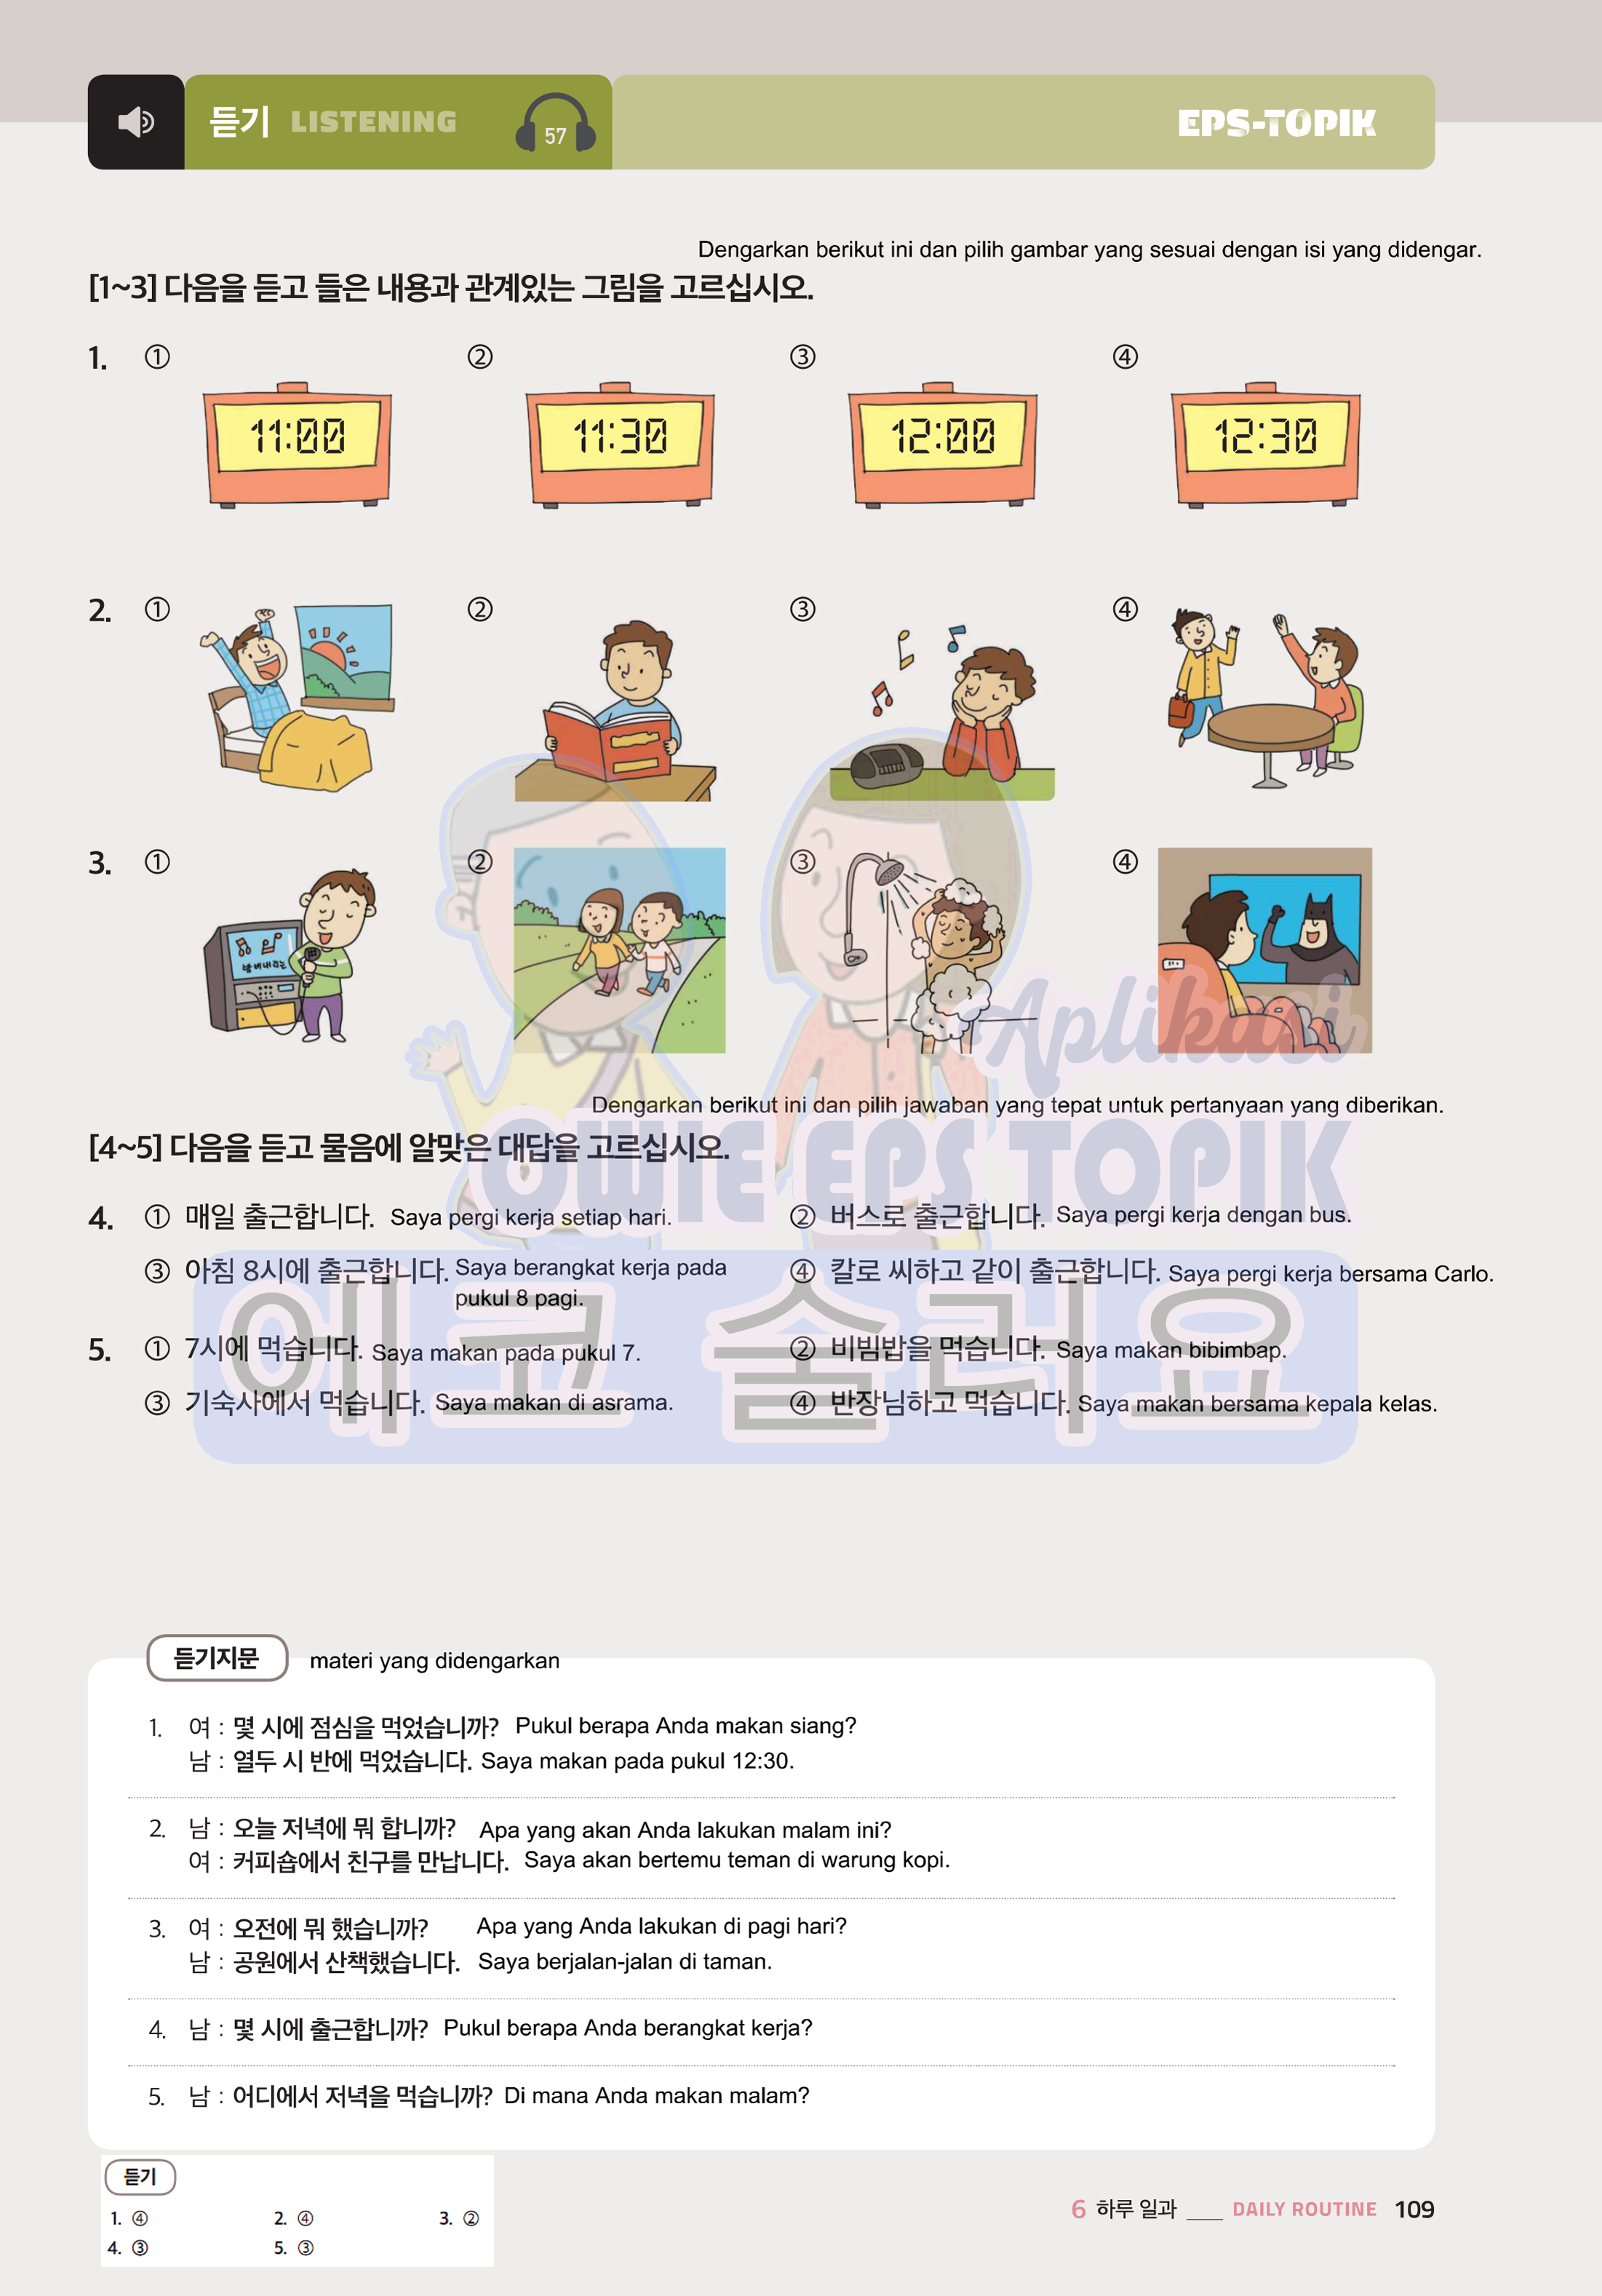 듣기 LISTENING 57 EPS-TOPIK
Dengarkan berikut ini dan pilih gambar yang sesuai dengan isi yang didengar.
[1~3] 다음을 듣고 들은 내용과 관계있는 그림을 고르십시오.
1. ① ② ③ ④
11:00 11:30 12:00 12:30
2. ① ② ③ ④
3. ① ② ③ ④
Aplikasi
Dengarkan berikut ini dan pilih jawaban yang tepat untuk pertanyaan yang diberikan.
[4~5] 다음을 듣고 물음에 알맞은 대답을 고르십시오.
OWIE EPS TOPIK
4. ① 매일 출근합니다. Saya pergi kerja setiap hari. ② 버스로 출근합니다. Saya pergi kerja dengan bus.
③ 아침 8시에 출근합니다. Saya berangkat kerja pada pukul 8 pagi. ④ 칼로 씨하고 같이 출근합니다. Saya pergi kerja bersama Carlo.
에코 술러요
5. ① 7시에 먹습니다. Saya makan pada pukul 7. ② 비빔밥을 먹습니다. Saya makan bibimbap.
③ 기숙사에서 먹습니다. Saya makan di asrama. ④ 반장님하고 먹습니다. Saya makan bersama kepala kelas.
듣기지문 materi yang didengarkan
1. 여 : 몇 시에 점심을 먹었습니까? Pukul berapa Anda makan siang?
남 : 열두 시 반에 먹었습니다. Saya makan pada pukul 12:30.
2. 남 : 오늘 저녁에 뭐 합니까? Apa yang akan Anda lakukan malam ini?
여 : 커피숍에서 친구를 만납니다. Saya akan bertemu teman di warung kopi.
3. 여 : 오전에 뭐 했습니까? Apa yang Anda lakukan di pagi hari?
남 : 공원에서 산책했습니다. Saya berjalan-jalan di taman.
4. 남 : 몇 시에 출근합니까? Pukul berapa Anda berangkat kerja?
5. 남 : 어디에서 저녁을 먹습니까? Di mana Anda makan malam?
듣기
1. ④ 2. ④ 3. ②
4. ③ 5. ③
6 하루 일과 ___ DAILY ROUTINE 109